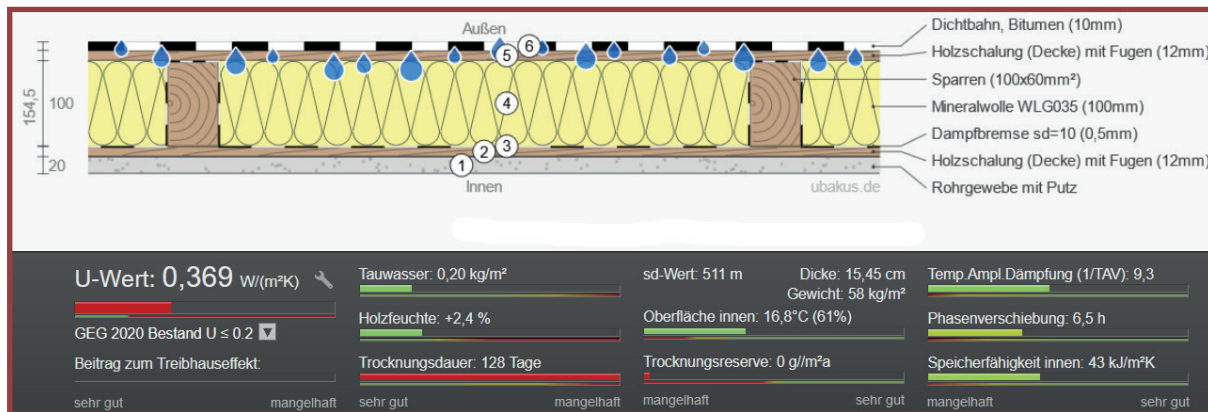 Außen
6
5
4
3
2
1
154,5
100
20
Innen
ubakus.de
Dichtbahn, Bitumen (10mm)
Holzschalung (Decke) mit Fugen (12mm)
Sparren (100x60mm²)
Mineralwolle WLG035 (100mm)
Dampfbremse sd=10 (0,5mm)
Holzschalung (Decke) mit Fugen (12mm)
Rohrgewebe mit Putz
U-Wert: 0,369 W/(m²K)
GEG 2020 Bestand U ≤ 0.2
Beitrag zum Treibhauseffekt:
sehr gut mangelhaft
Tauwasser: 0,20 kg/m²
Holzfeuchte: +2,4 %
Trocknungsdauer: 128 Tage
sehr gut mangelhaft
sd-Wert: 511 m Dicke: 15,45 cm
Gewicht: 58 kg/m²
Oberfläche innen: 16,8°C (61%)
Trocknungsreserve: 0 g//m²a
mangelhaft sehr gut
Temp.Ampl.Dämpfung (1/TAV): 9,3
Phasenverschiebung: 6,5 h
Speicherfähigkeit innen: 43 kJ/m²K
mangelhaft sehr gut